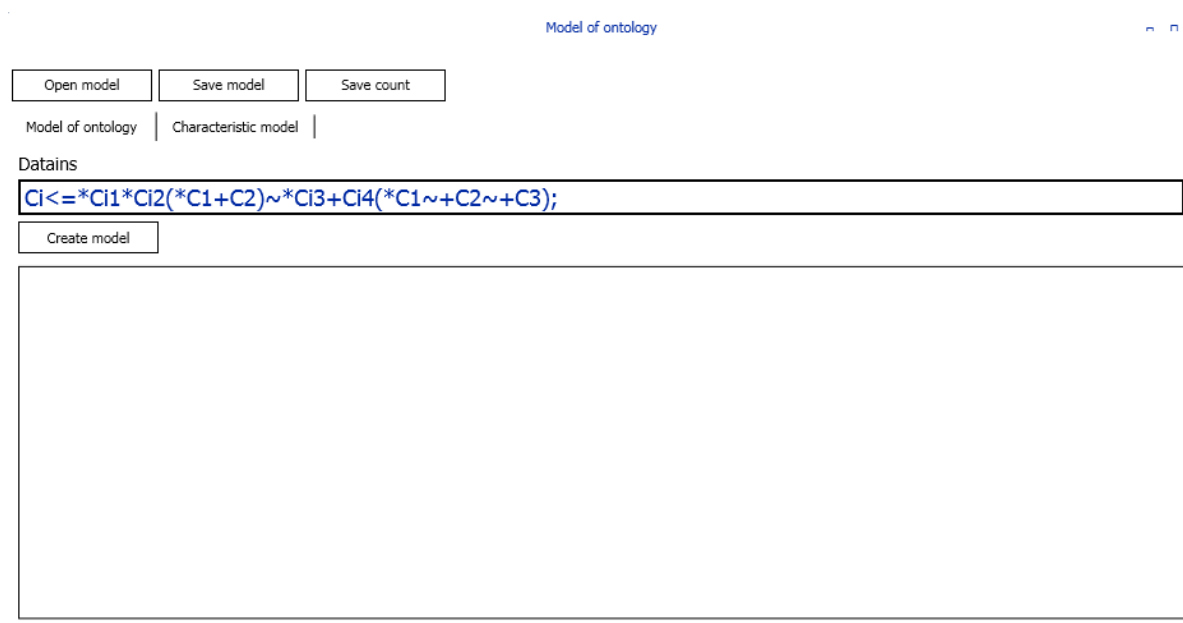 Model of ontology
Open model Save model Save count
Model of ontology Characteristic model
Datains
Ci<=*Ci1*Ci2(*C1+C2)~*Ci3+Ci4(*C1~+C2~+C3);
Create model